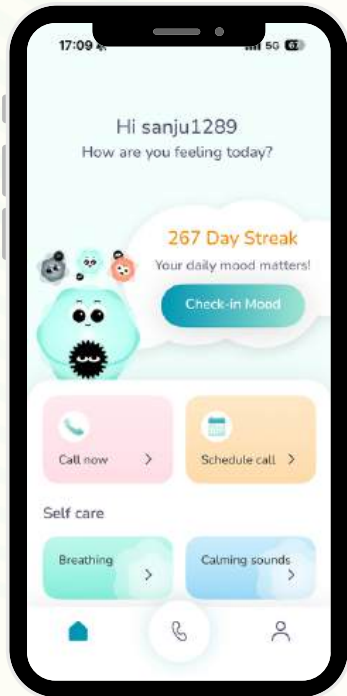 17:09
5G 67
Hi sanju1289
How are you feeling today?
267 Day Streak
Your daily mood matters!
Check-in Mood
Call now
Schedule call
Self care
Breathing
Calming sounds